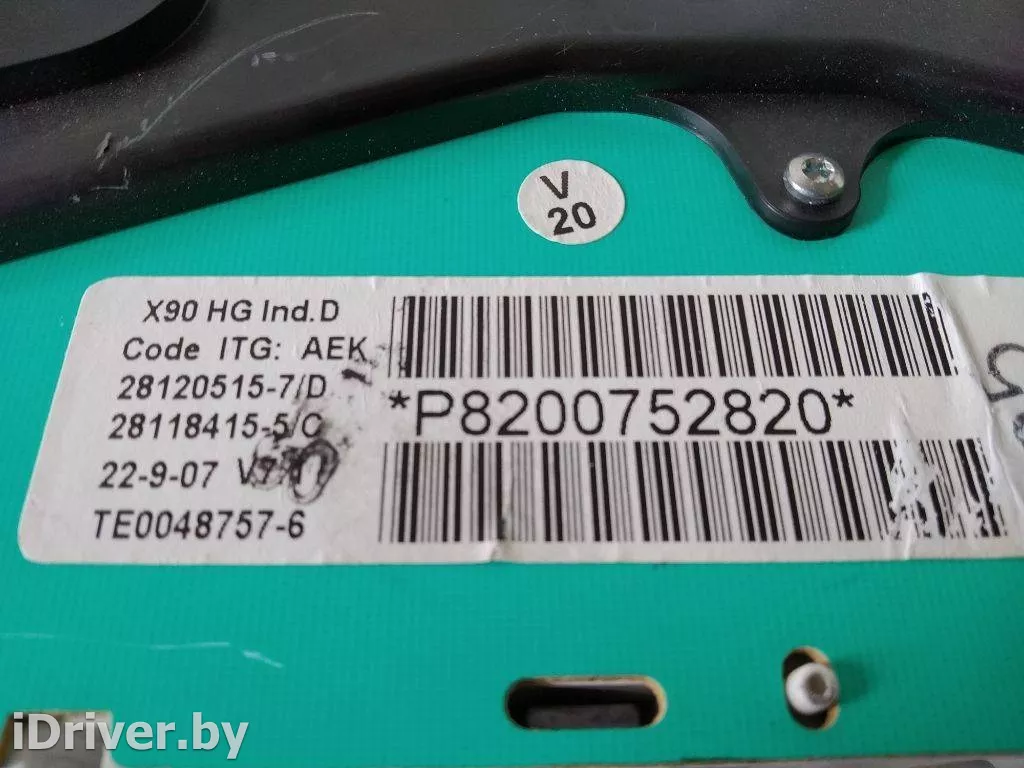 V
20
X90 HG Ind.D
Code ITG: AEK
28120515-7/D
28118415-5/C
22-9-07
TE0048757-6
*P8200752820*
iDriver.by